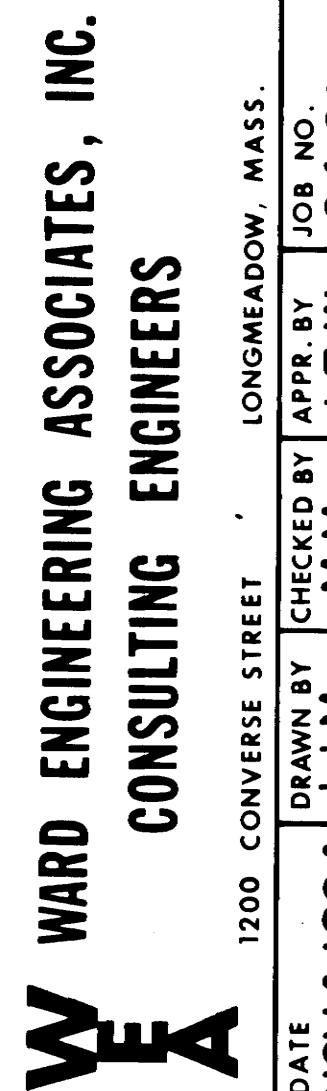 WEA
WARD ENGINEERING ASSOCIATES, INC.
CONSULTING ENGINEERS
1200 CONVERSE STREET LONGMEADOW, MASS.
DATE DRAWN BY CHECKED BY APPR. BY JOB NO.